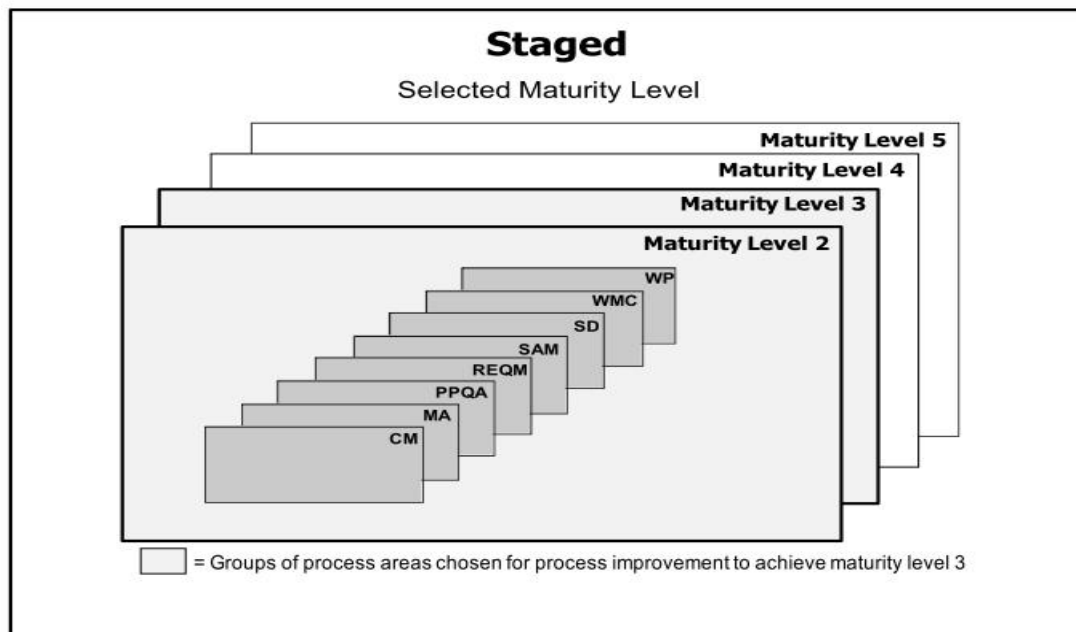 Staged
Selected Maturity Level
Maturity Level 5
Maturity Level 4
Maturity Level 3
Maturity Level 2
WP
WMC
SD
SAM
REQM
PPQA
MA
CM
= Groups of process areas chosen for process improvement to achieve maturity level 3